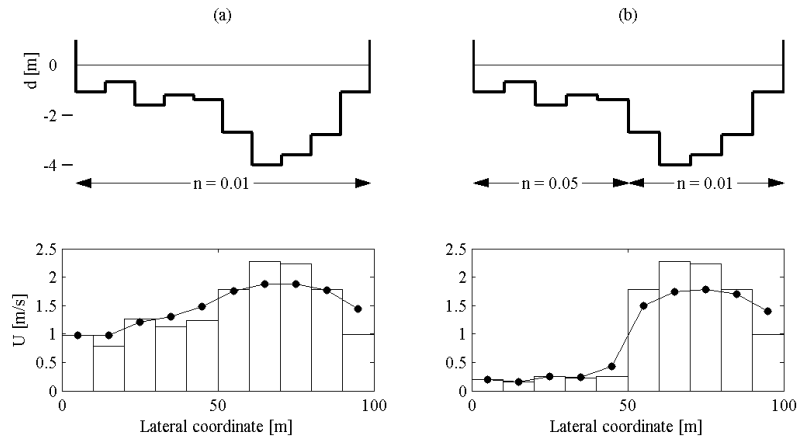 (a)
(b)
d [m]
0
-2
-4
n = 0.01
n = 0.05
n = 0.01
U [m/s]
2.5
2
1.5
1
0.5
0
0
50
100
Lateral coordinate [m]
2.5
2
1.5
1
0.5
0
0
50
100
Lateral coordinate [m]